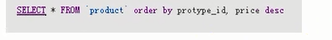 SELECT * FROM `product` order by protype_id, price desc